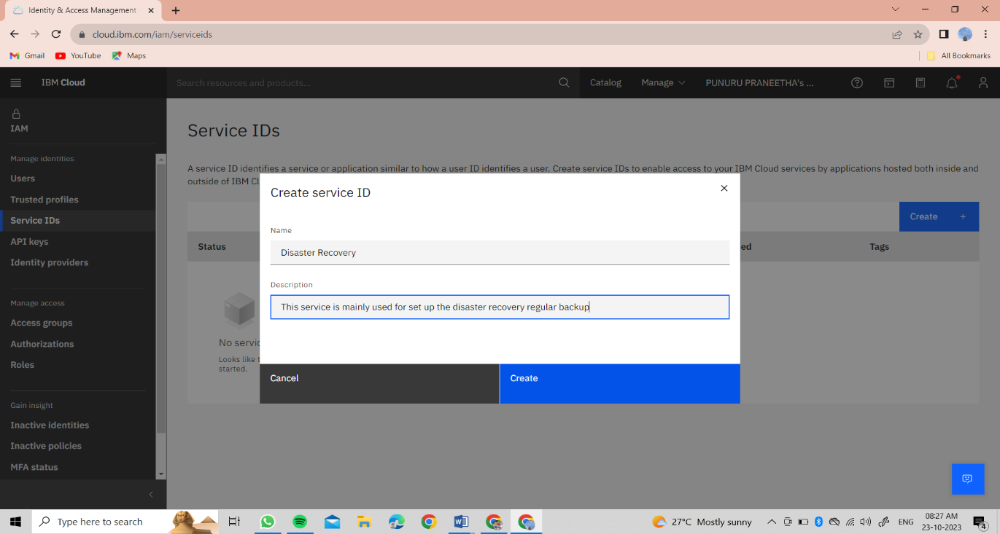 Identity & Access Management
cloud.ibm.com/iam/serviceids
Gmail
YouTube
Maps
All Bookmarks
IBM Cloud
Search resources and products...
Catalog
Manage
PUNURU PRANEETHA's ...
IAM
Manage identities
Users
Trusted profiles
Service IDs
API keys
Identity providers
Manage access
Access groups
Authorizations
Roles
Gain insight
Inactive identities
Inactive policies
MFA status
Service IDs
A service ID identifies a service or application similar to how a user ID identifies a user. Create service IDs to enable access to your IBM Cloud services by applications hosted both inside and
outside of IBM Cl
Create +
Status
ed
Tags
No servic
Looks like t
started.
Create service ID
Name
Disaster Recovery
Description
This service is mainly used for set up the disaster recovery regular backup
Cancel
Create
Type here to search
27°C Mostly sunny
ENG
08:27 AM
23-10-2023
4